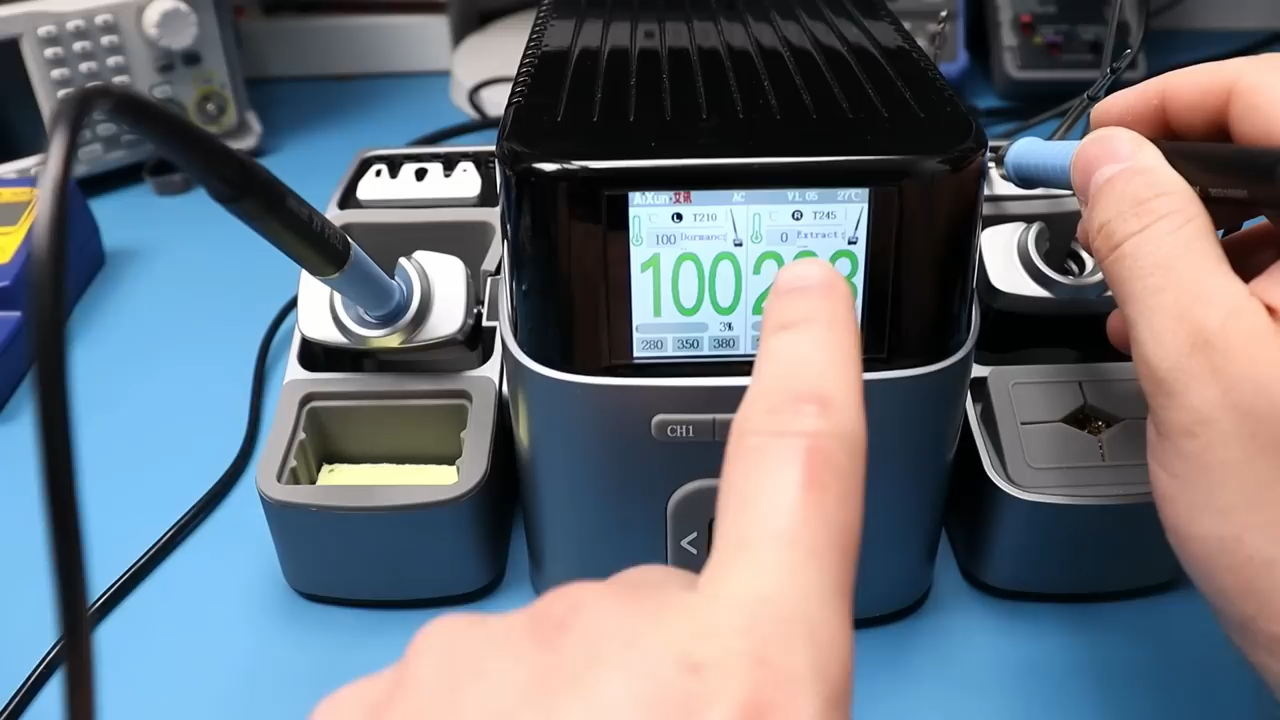 AiXun 艾讯 AC V1.05 27℃
℃ L T210
100 Dormanc
100
3%
280 350 380
℃ R T245
0 Extract:
CH1
<